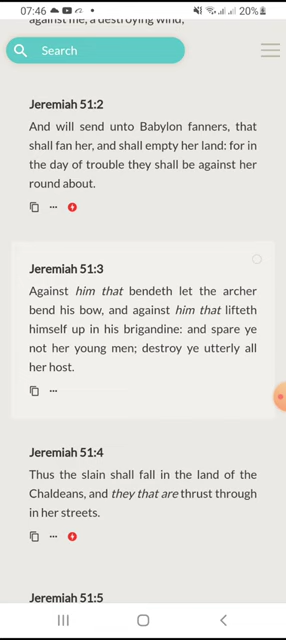 07:46
20%
against me, a destroying wind;
Search
Jeremiah 51:2
And will send unto Babylon fanners, that
shall fan her, and shall empty her land: for in
the day of trouble they shall be against her
round about.
Jeremiah 51:3
Against him that bendeth let the archer
bend his bow, and against him that lifteth
himself up in his brigandine: and spare ye
not her young men; destroy ye utterly all
her host.
Jeremiah 51:4
Thus the slain shall fall in the land of the
Chaldeans, and they that are thrust through
in her streets.
Jeremiah 51:5